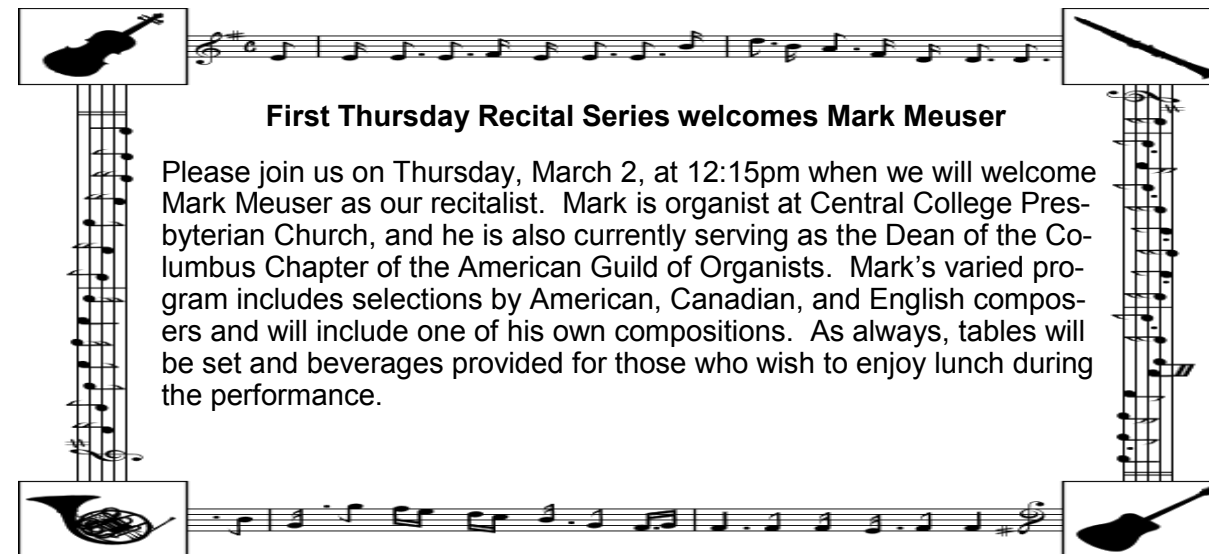 First Thursday Recital Series welcomes Mark Meuser
Please join us on Thursday, March 2, at 12:15pm when we will welcome
Mark Meuser as our recitalist.  Mark is organist at Central College Pres-
byterian Church, and he is also currently serving as the Dean of the Co-
lumbus Chapter of the American Guild of Organists.  Mark’s varied pro-
gram includes selections by American, Canadian, and English compos-
ers and will include one of his own compositions.  As always, tables will
be set and beverages provided for those who wish to enjoy lunch during
the performance.